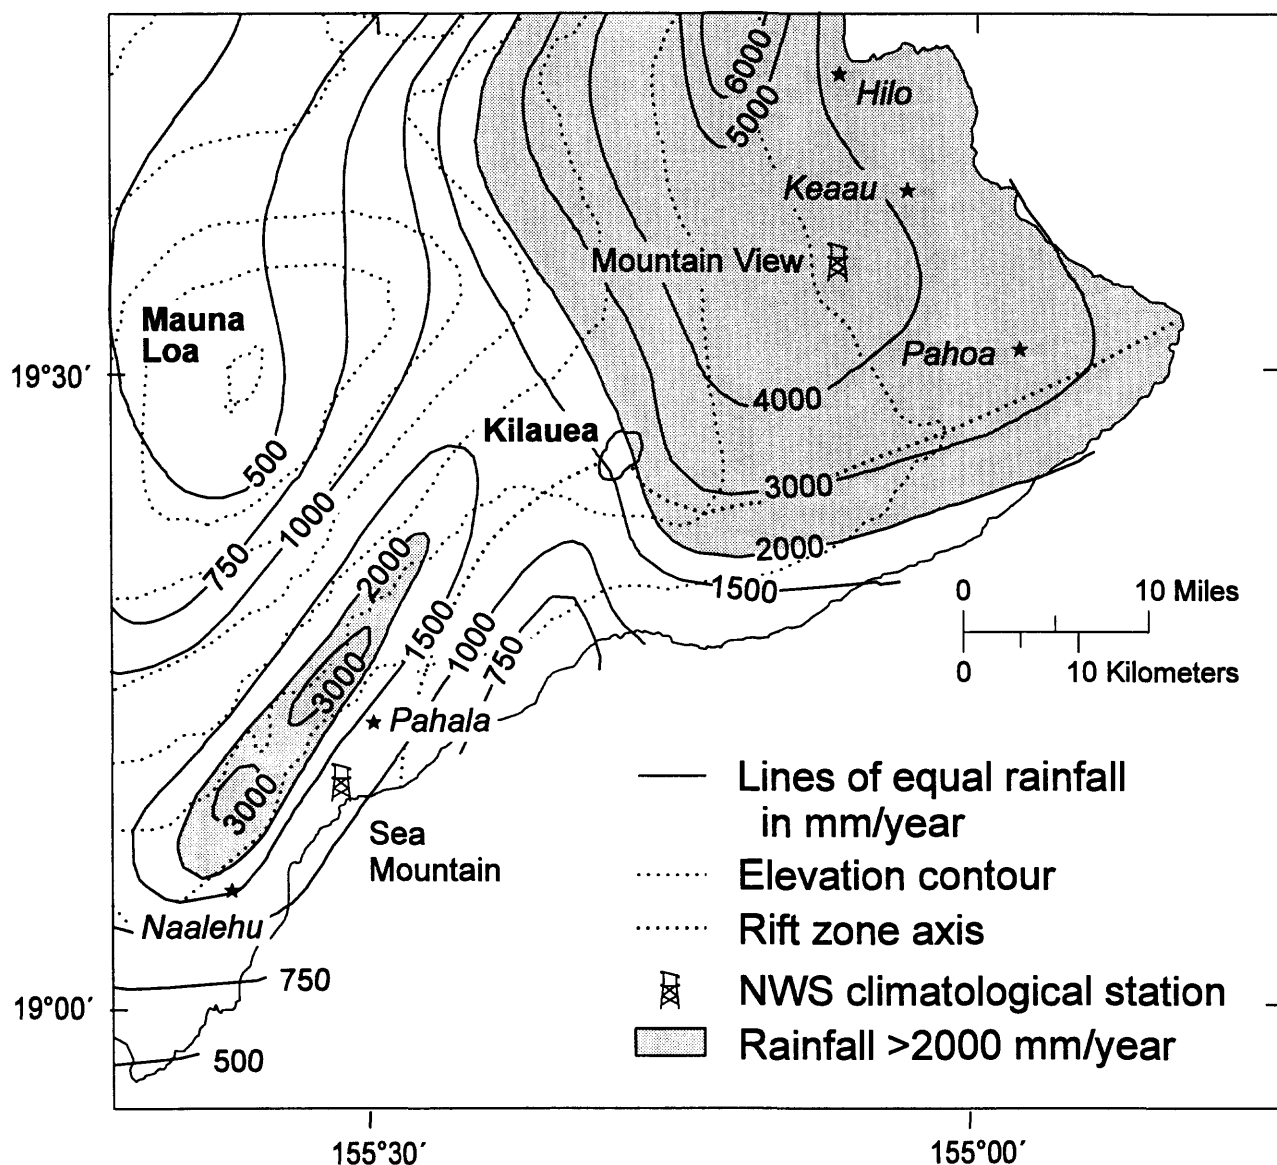 6000
5000
Hilo
Keaau
Mountain View
Mauna
Loa
19°30′
Pahoa
4000
Kilauea
500
3000
1000
750
2000
2000
1500
1500
1000
750
0 10 Miles
0 10 Kilometers
3000
Pahala
3000
Sea
Mountain
Naalehu
750
19°00′
500
Lines of equal rainfall
in mm/year
Elevation contour
Rift zone axis
NWS climatological station
Rainfall >2000 mm/year
155°30′
155°00′